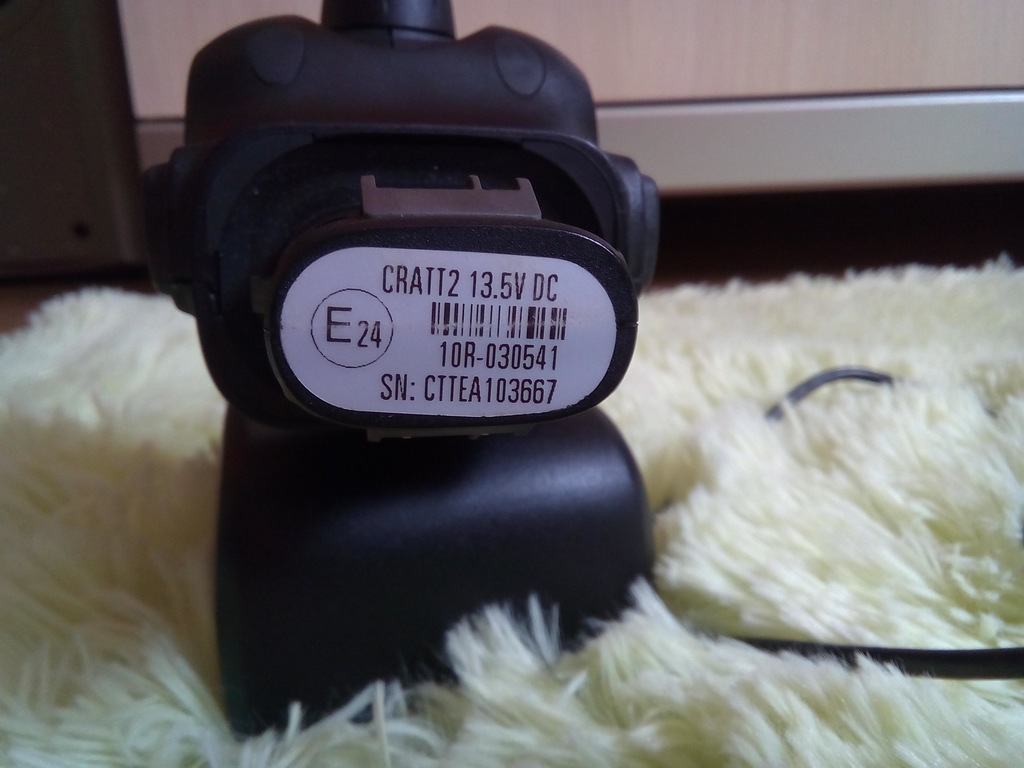 CRATT2 13.5V DC
E24
10R-030541
SN: CTTEA103667